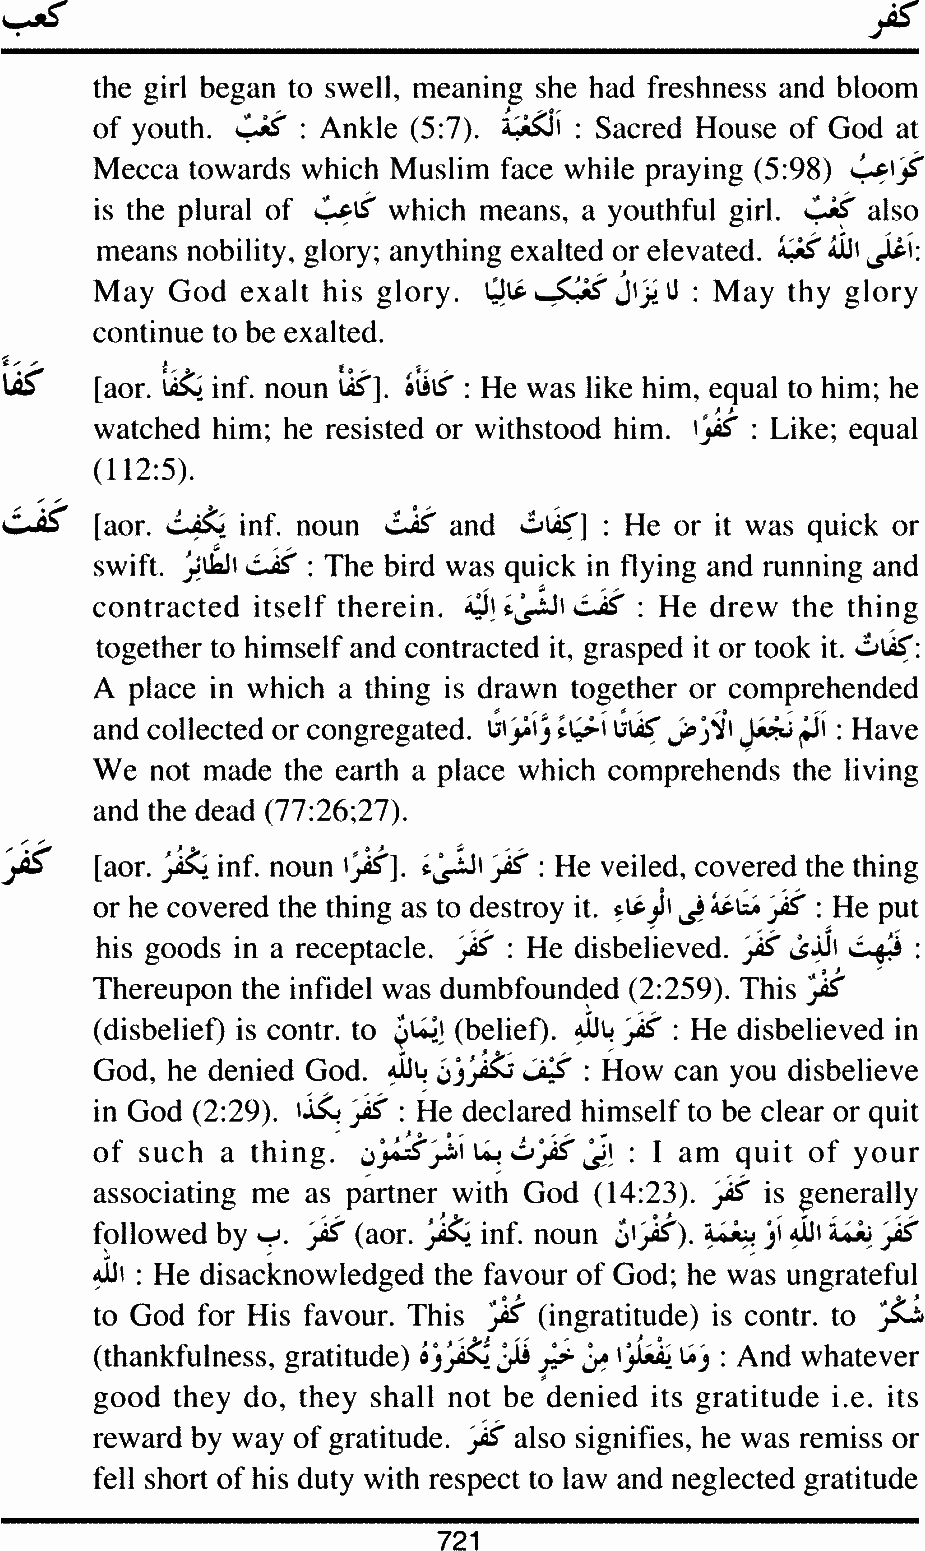 كعب كفر
the girl began to swell, meaning she had freshness and bloom
of youth. كَعْبٌ : Ankle (5:7). اَلْكَعْبَةُ : Sacred House of God at
Mecca towards which Muslim face while praying (5:98) كَوَاعِبُ
is the plural of كَاعِبٌ which means, a youthful girl. كَعْبٌ also
means nobility, glory; anything exalted or elevated. اَعْلَى اللّٰهُ كَعْبَهُ:
May God exalt his glory. لَا يَزَالُ كَعْبُكِ عَالِيًا : May thy glory
continue to be exalted.
كَفَأَ [aor. يَكْفَأُ inf. noun كَفْأً]. كَافَأَهُ : He was like him, equal to him; he
watched him; he resisted or withstood him. كُفُوًا : Like; equal
(112:5).
كَفَتَ [aor. يَكْفِتُ inf. noun كَفْتٌ and كِفَاتٌ] : He or it was quick or
swift. كَفَتَ الطَّائِرُ : The bird was quick in flying and running and
contracted itself therein. كَفَتَ الشَّيْءَ اِلَيْهِ : He drew the thing
together to himself and contracted it, grasped it or took it. كِفَاتٌ:
A place in which a thing is drawn together or comprehended
and collected or congregated. اَلَمْ نَجْعَلِ الْاَرْضَ كِفَاتًا اَحْيَاءً وَّاَمْوَاتًا : Have
We not made the earth a place which comprehends the living
and the dead (77:26;27).
كَفَرَ [aor. يَكْفُرُ inf. noun كَفْرًا]. كَفَرَ الشَّيْءَ : He veiled, covered the thing
or he covered the thing as to destroy it. كَفَرَ مَتَاعَهُ فِى الْوِعَاءِ : He put
his goods in a receptacle. كَفَرَ : He disbelieved. فَبُهِتَ الَّذِىْ كَفَرَ :
Thereupon the infidel was dumbfounded (2:259). This كُفْرٌ
(disbelief) is contr. to اِيْمَانٌ (belief). كَفَرَ بِاللّٰهِ : He disbelieved in
God, he denied God. كَيْفَ تَكْفُرُوْنَ بِاللّٰهِ : How can you disbelieve
in God (2:29). كَفَرَ بِكَذَا : He declared himself to be clear or quit
of such a thing. اِنِّىْ كَفَرْتُ بِمَا اَشْرَكْتُمُوْنِ : I am quit of your
associating me as partner with God (14:23). كَفَرَ is generally
followed by ب. كَفَرَ (aor. يَكْفُرُ inf. noun كُفْرَانٌ). كَفَرَ نِعْمَةَ اللّٰهِ اَوْ بِنِعْمَةِ
اللّٰهِ : He disacknowledged the favour of God; he was ungrateful
to God for His favour. This كُفْرٌ (ingratitude) is contr. to شُكْرٌ
(thankfulness, gratitude) وَمَا يَفْعَلُوْا مِنْ خَيْرٍ فَلَنْ يُكْفَرُوْهُ : And whatever
good they do, they shall not be denied its gratitude i.e. its
reward by way of gratitude. كَفَرَ also signifies, he was remiss or
fell short of his duty with respect to law and neglected gratitude
721